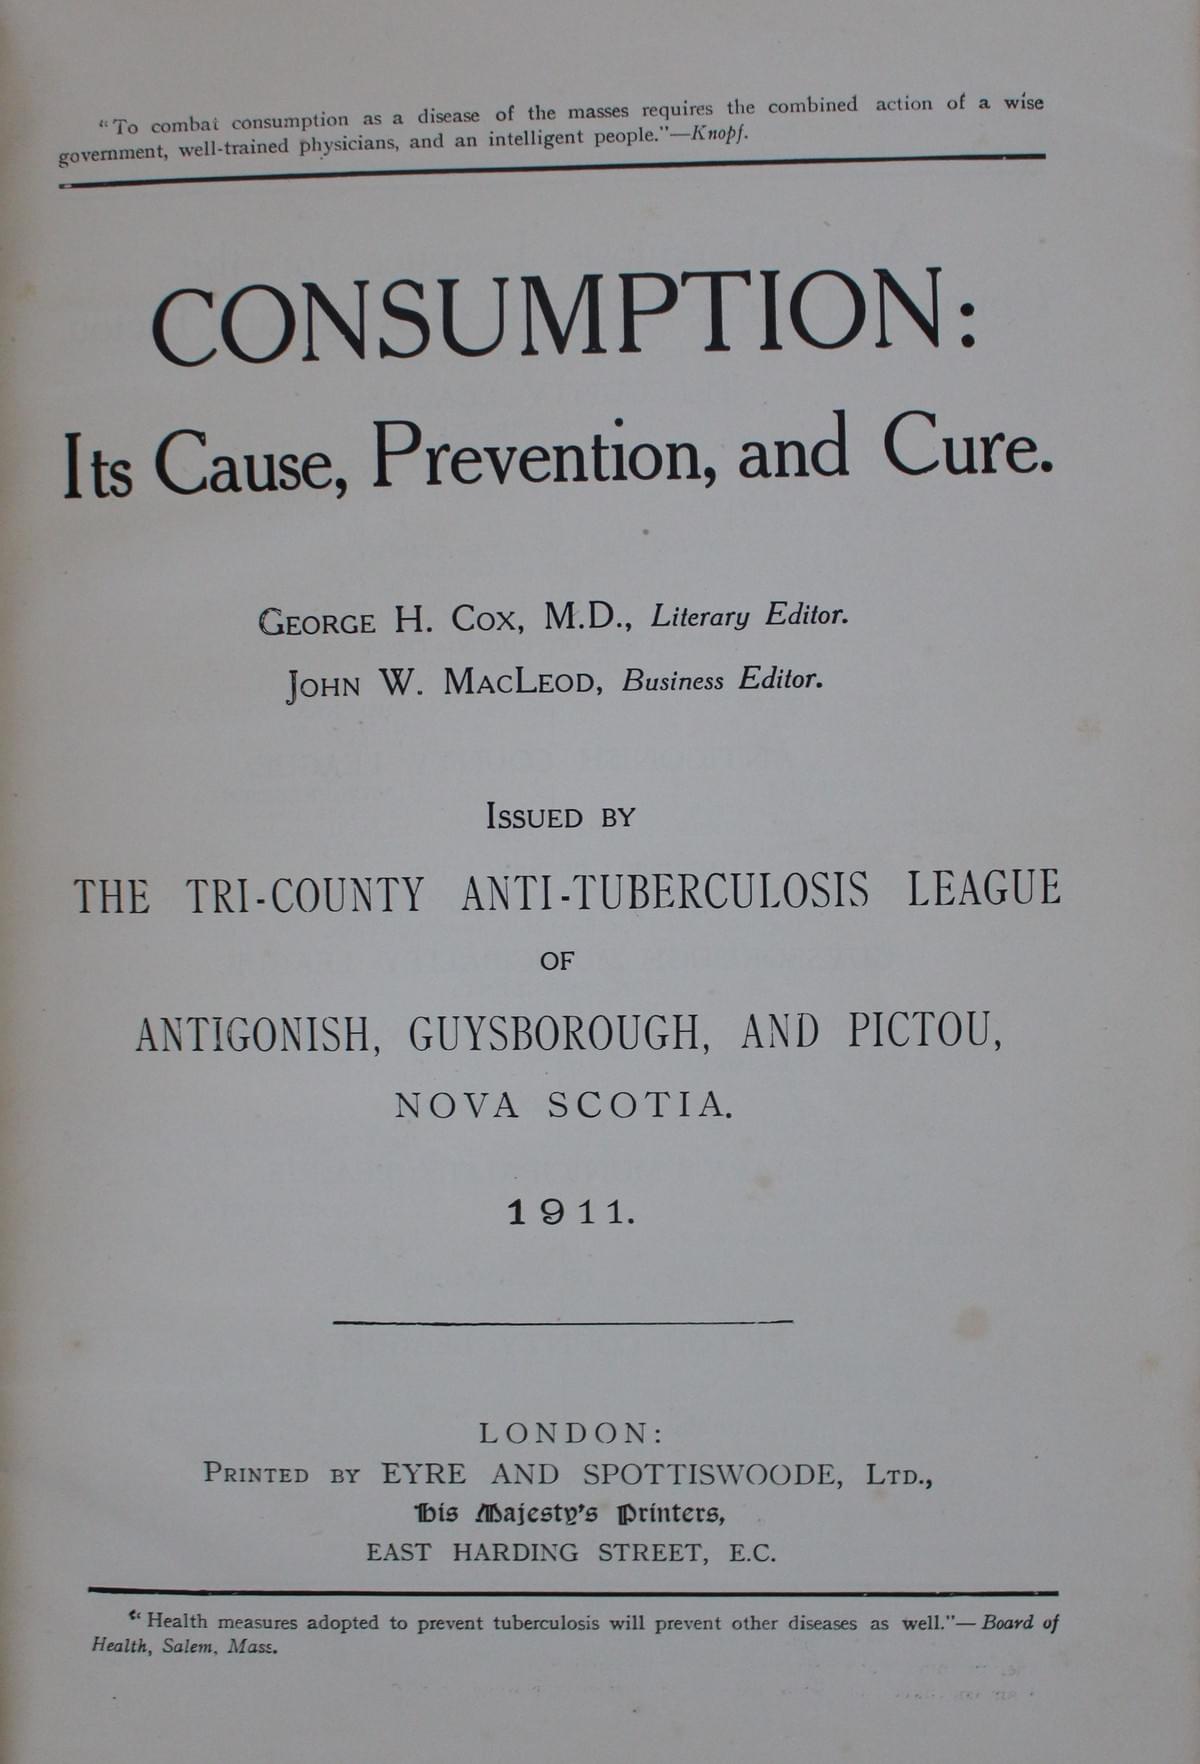 “To combat consumption as a disease of the masses requires the combined action of a wise
government, well-trained physicians, and an intelligent people.”—Knopf.
CONSUMPTION:
Its Cause, Prevention, and Cure.
GEORGE H. COX, M.D., Literary Editor.
JOHN W. MACLEOD, Business Editor.
ISSUED BY
THE TRI-COUNTY ANTI-TUBERCULOSIS LEAGUE
OF
ANTIGONISH, GUYSBOROUGH, AND PICTOU,
NOVA SCOTIA.
1911.
LONDON:
PRINTED BY EYRE AND SPOTTISWOODE, LTD.,
His Majesty’s Printers,
EAST HARDING STREET, E.C.
“Health measures adopted to prevent tuberculosis will prevent other diseases as well.”—Board of
Health, Salem, Mass.